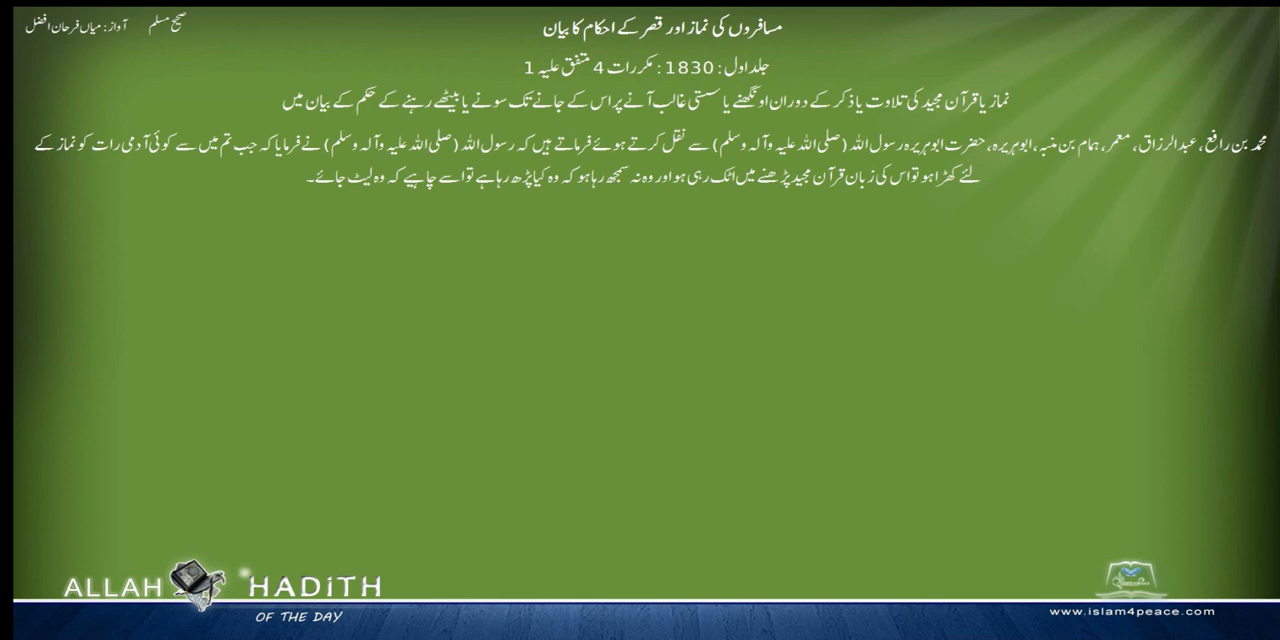 صحیح مسلم آواز: میاں فرحان افضل
مسافروں کی نماز اور قصر کے احکام کا بیان
جلد اول : 1830 : مکررات 4 متفق علیہ 1
نماز یا قرآن مجید کی تلاوت یا ذکر کے دوران اونگھنے یا سستی غالب آنے پر اس کے جانے تک سونے یا بیٹھے رہنے کے حکم کے بیان میں
محمد بن رافع، عبدالرزاق، معمر، ہمام بن منبہ، ابوہریرہ، حضرت ابوہریرہ رسول اللہ (صلی اللہ علیہ وآلہ وسلم) سے نقل کرتے ہوئے فرماتے ہیں کہ رسول اللہ (صلی اللہ علیہ وآلہ وسلم) نے فرمایا کہ جب تم میں سے کوئی آدمی رات کو نماز کے
لئے کھڑا ہو تو اس کی زبان قرآن مجید پڑھنے میں اٹک رہی ہو اور وہ نہ سمجھ رہا ہو کہ وہ کیا پڑھ رہا ہے تو اسے چاہیے کہ وہ لیٹ جائے۔
ALLAH HADITH
OF THE DAY
www.islam4peace.com